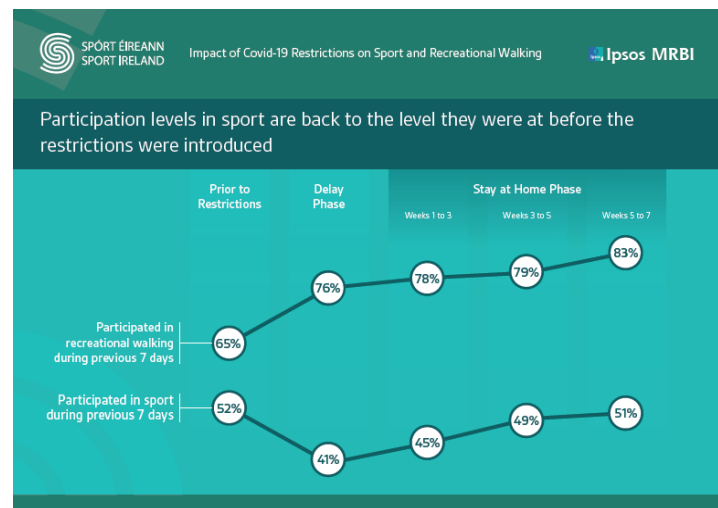 SPÓRT ÉIREANN
SPORT IRELAND
Impact of Covid-19 Restrictions on Sport and Recreational Walking
Ipsos MRBI
Participation levels in sport are back to the level they were at before the
restrictions were introduced
Prior to
Restrictions
Delay
Phase
Stay at Home Phase
Weeks 1 to 3
Weeks 3 to 5
Weeks 5 to 7
Participated in
recreational walking
during previous 7 days
65%
76%
78%
79%
83%
Participated in sport
during previous 7 days
52%
41%
45%
49%
51%